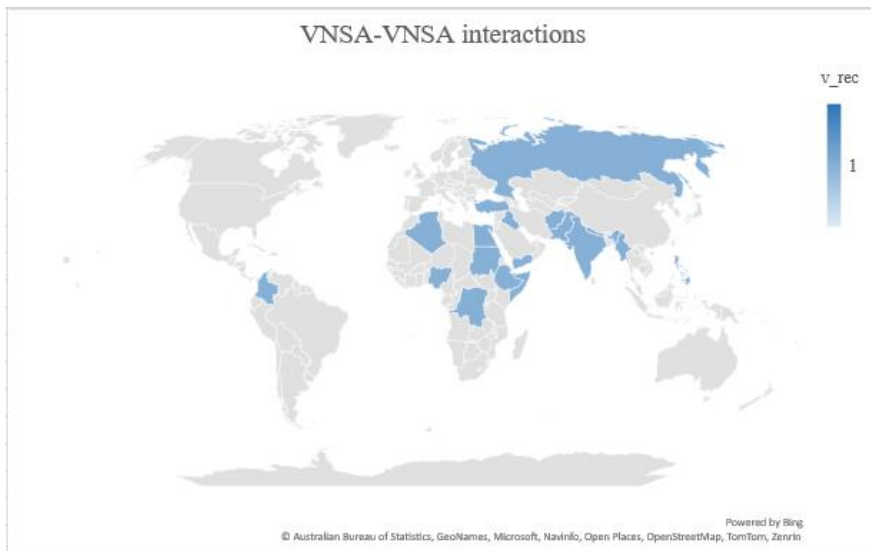 VNSA-VNSA interactions
v_rec
1
Powered by Bing
© Australian Bureau of Statistics, GeoNames, Microsoft, Navinfo, Open Places, OpenStreetMap, TomTom, Zenrin